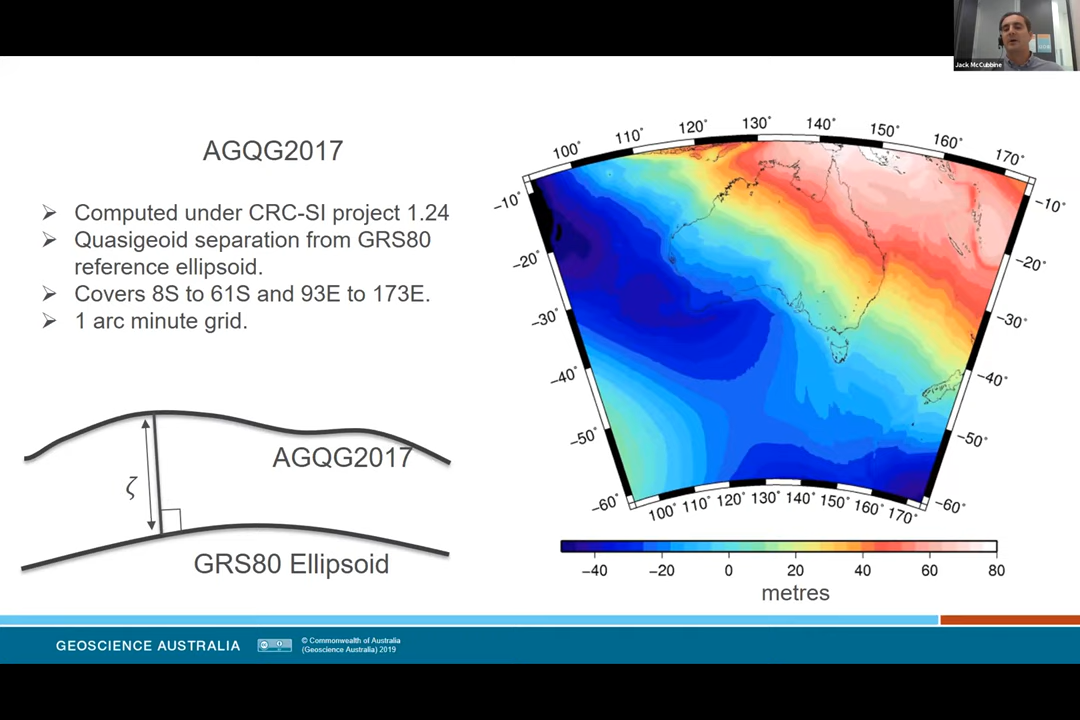 Jack McCubbine
AGQG2017
➢ Computed under CRC-SI project 1.24
➢ Quasigeoid separation from GRS80
reference ellipsoid.
➢ Covers 8S to 61S and 93E to 173E.
➢ 1 arc minute grid.
100° 110° 120° 130° 140° 150° 160° 170°
−10° −10°
−20° −20°
−30° −30°
−40° −40°
−50° −50°
−60° −60°
100° 110° 120° 130° 140° 150° 160° 170°
−40 −20 0 20 40 60 80
metres
AGQG2017
ζ
GRS80 Ellipsoid
GEOSCIENCE AUSTRALIA
© Commonwealth of Australia
(Geoscience Australia) 2019